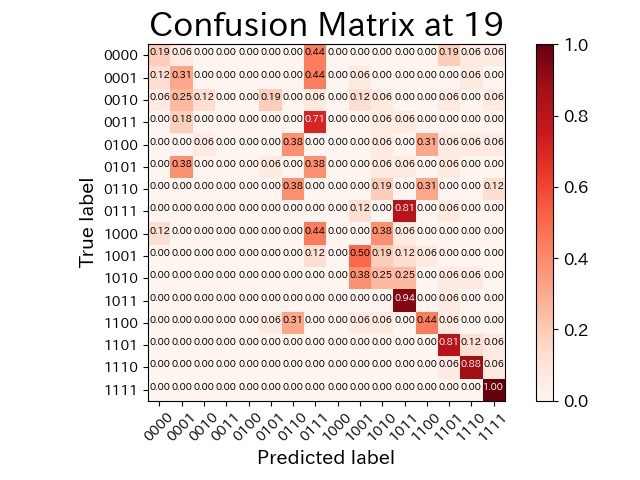 Confusion Matrix at 19
True label
0000 0.19 0.06 0.00 0.00 0.00 0.00 0.00 0.44 0.00 0.00 0.00 0.00 0.00 0.19 0.06 0.06
0001 0.12 0.31 0.00 0.00 0.00 0.00 0.00 0.44 0.00 0.06 0.00 0.00 0.00 0.00 0.06 0.00
0010 0.06 0.25 0.12 0.00 0.00 0.19 0.00 0.06 0.00 0.12 0.06 0.00 0.00 0.06 0.00 0.06
0011 0.00 0.18 0.00 0.00 0.00 0.00 0.00 0.71 0.00 0.00 0.06 0.06 0.00 0.00 0.00 0.00
0100 0.00 0.00 0.06 0.00 0.00 0.00 0.38 0.00 0.00 0.00 0.06 0.00 0.31 0.06 0.06 0.06
0101 0.00 0.38 0.00 0.00 0.00 0.06 0.00 0.38 0.00 0.00 0.06 0.06 0.00 0.06 0.00 0.00
0110 0.00 0.00 0.00 0.00 0.00 0.00 0.38 0.00 0.00 0.00 0.19 0.00 0.31 0.00 0.00 0.12
0111 0.00 0.00 0.00 0.00 0.00 0.00 0.00 0.00 0.00 0.12 0.00 0.81 0.00 0.06 0.00 0.00
1000 0.12 0.00 0.00 0.00 0.00 0.00 0.00 0.44 0.00 0.00 0.38 0.06 0.00 0.00 0.00 0.00
1001 0.00 0.00 0.00 0.00 0.00 0.00 0.00 0.12 0.00 0.50 0.19 0.12 0.06 0.00 0.00 0.00
1010 0.00 0.00 0.00 0.00 0.00 0.00 0.00 0.00 0.00 0.38 0.25 0.25 0.00 0.06 0.06 0.00
1011 0.00 0.00 0.00 0.00 0.00 0.00 0.00 0.00 0.00 0.00 0.00 0.94 0.00 0.06 0.00 0.00
1100 0.00 0.00 0.00 0.00 0.00 0.06 0.31 0.00 0.00 0.06 0.06 0.00 0.44 0.06 0.00 0.00
1101 0.00 0.00 0.00 0.00 0.00 0.00 0.00 0.00 0.00 0.00 0.00 0.00 0.00 0.81 0.12 0.06
1110 0.00 0.00 0.00 0.00 0.00 0.00 0.00 0.00 0.00 0.00 0.00 0.00 0.00 0.06 0.88 0.06
1111 0.00 0.00 0.00 0.00 0.00 0.00 0.00 0.00 0.00 0.00 0.00 0.00 0.00 0.00 0.00 1.00
0000 0001 0010 0011 0100 0101 0110 0111 1000 1001 1010 1011 1100 1101 1110 1111
Predicted label
1.0
0.8
0.6
0.4
0.2
0.0